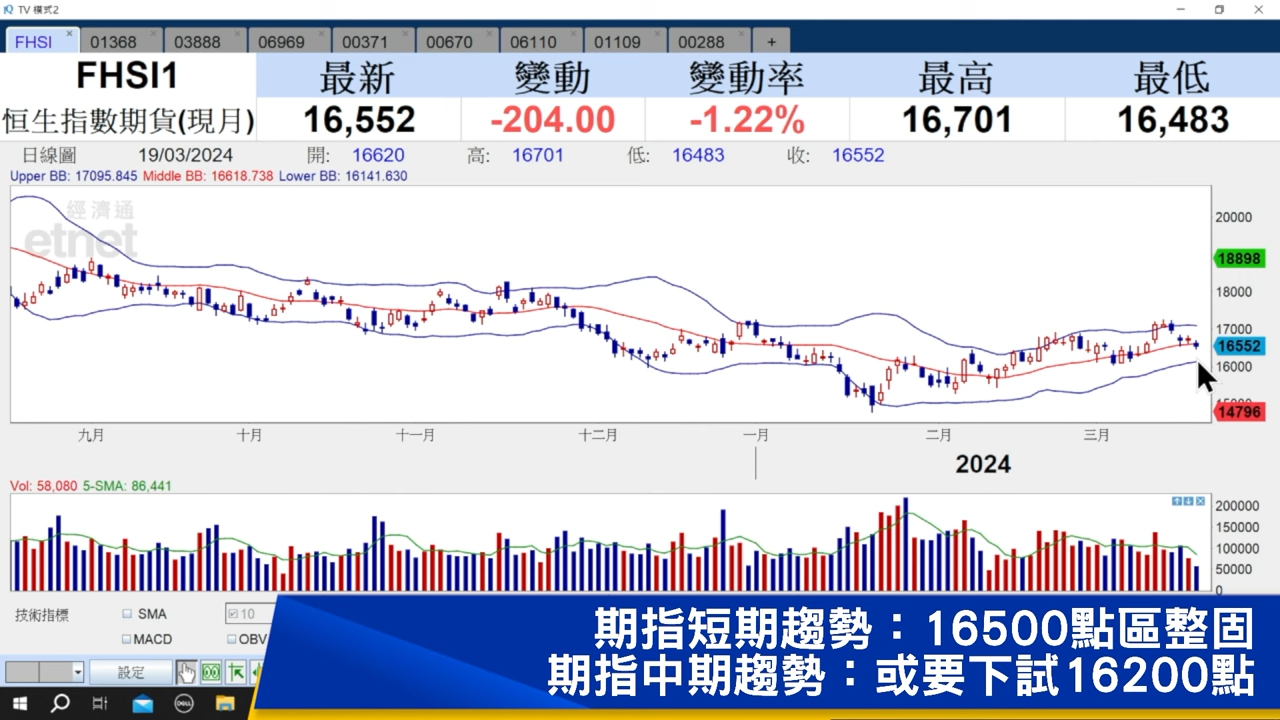 TV 模式2
FHSI 01368 03888 06969 00371 00670 06110 01109 00288 +
FHSI1 最新 變動 變動率 最高 最低
恒生指數期貨(現月) 16,552 -204.00 -1.22% 16,701 16,483
日線圖 19/03/2024 開: 16620 高: 16701 低: 16483 收: 16552
Upper BB: 17095.845 Middle BB: 16618.738 Lower BB: 16141.630
經濟通
etnet
20000
18898
18000
17000
16552
16000
14796
九月 十月 十一月 十二月 一月 二月 三月
2024
Vol: 58,080 5-SMA: 86,441
200000
150000
100000
50000
0
技術指標 SMA 10
MACD OBV
設定
DELL
期指短期趨勢：16500點區整固
期指中期趨勢：或要下試16200點